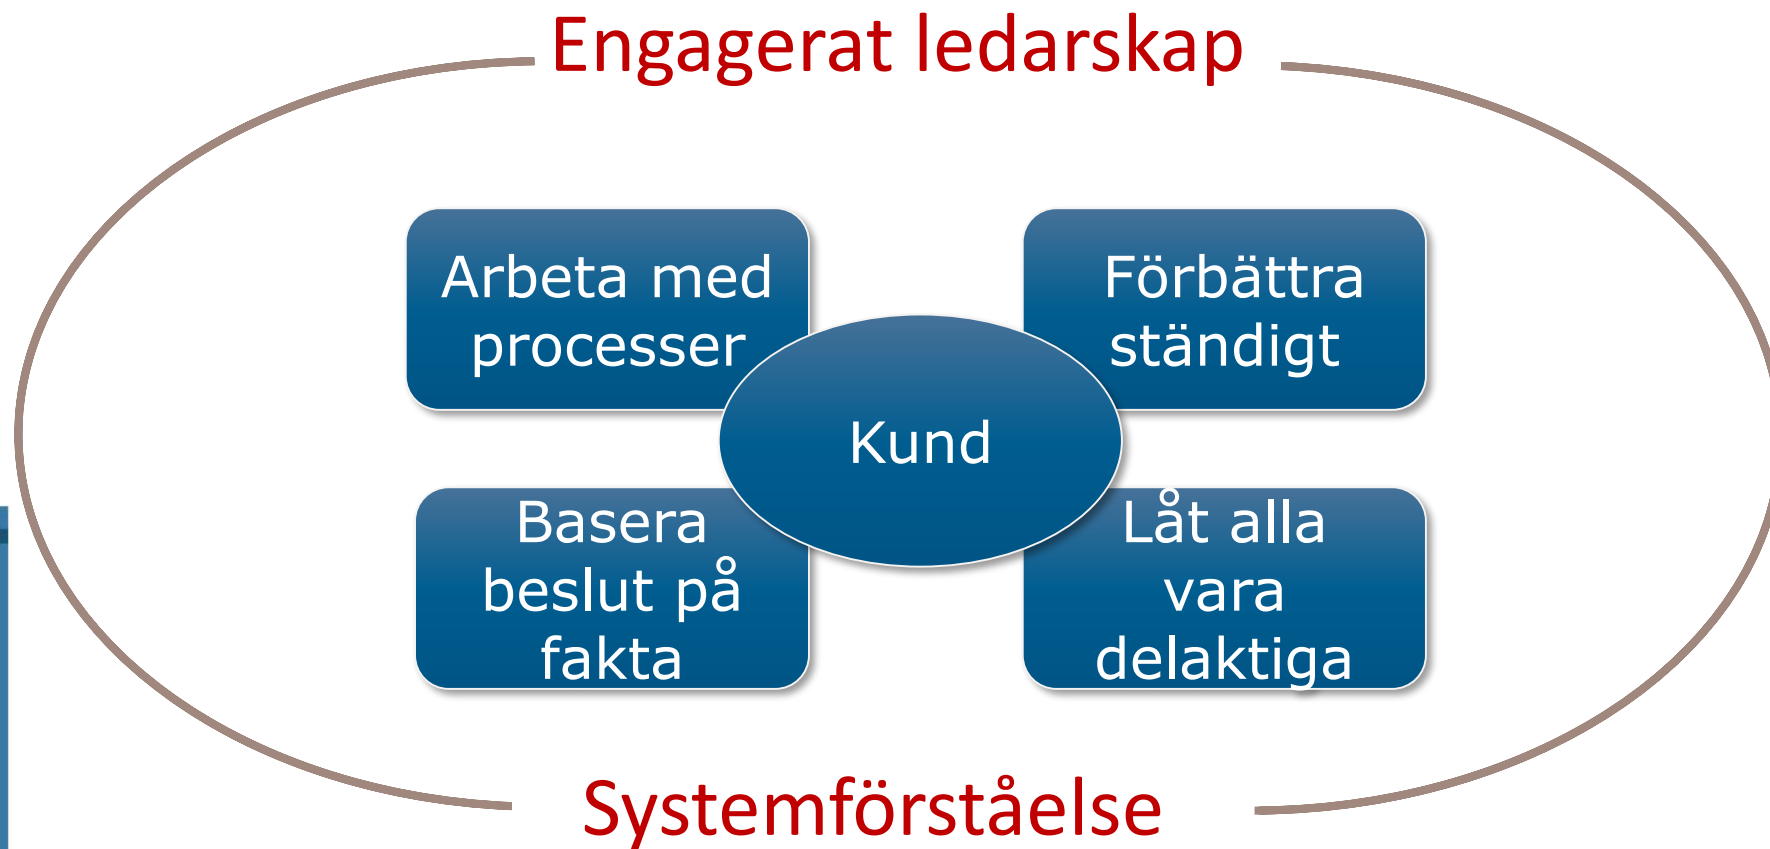 Engagerat ledarskap
Arbeta med
processer
Förbättra
ständigt
Kund
Basera
beslut på
fakta
Låt alla
vara
delaktiga
Systemförståelse